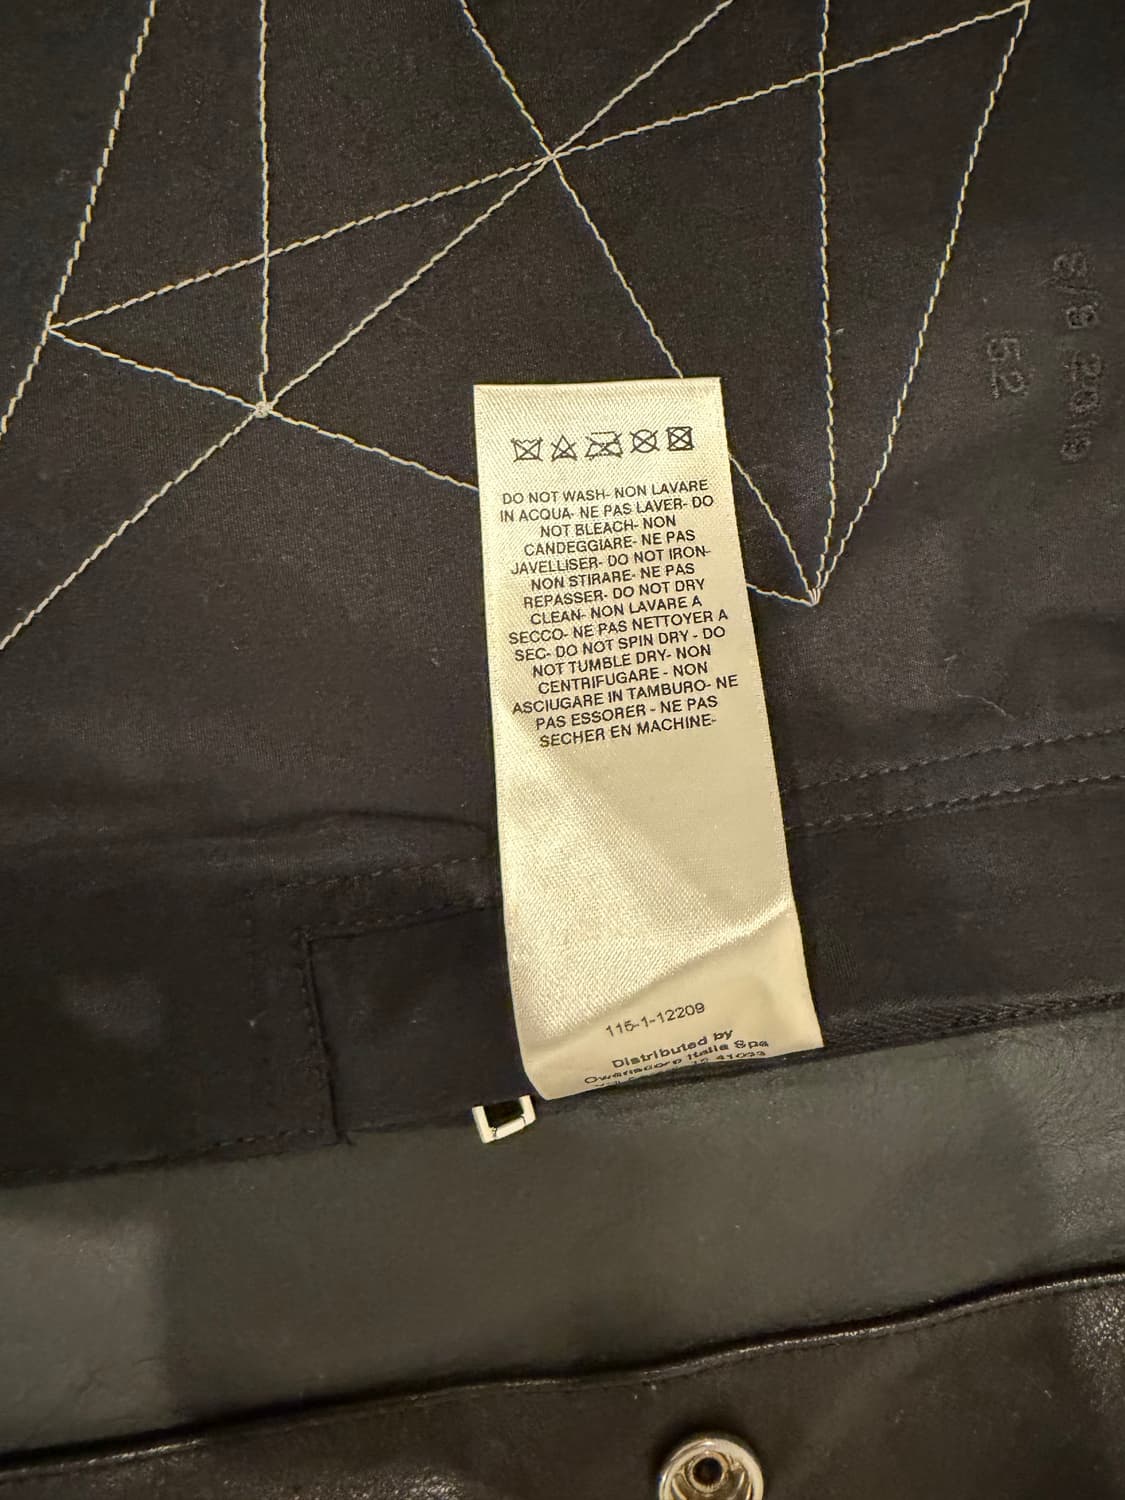 DO NOT WASH- NON LAVARE
IN ACQUA- NE PAS LAVER- DO
NOT BLEACH- NON
CANDEGGIARE- NE PAS
JAVELLISER- DO NOT IRON-
NON STIRARE- NE PAS
REPASSER- DO NOT DRY
CLEAN- NON LAVARE A
SECCO- NE PAS NETTOYER A
SEC- DO NOT SPIN DRY - DO
NOT TUMBLE DRY- NON
CENTRIFUGARE - NON
ASCIUGARE IN TAMBURO- NE
PAS ESSORER - NE PAS
SECHER EN MACHINE-
115-1-12209
Distributed by
Owenscorp Italia Spa
41033
S/S 2019
52